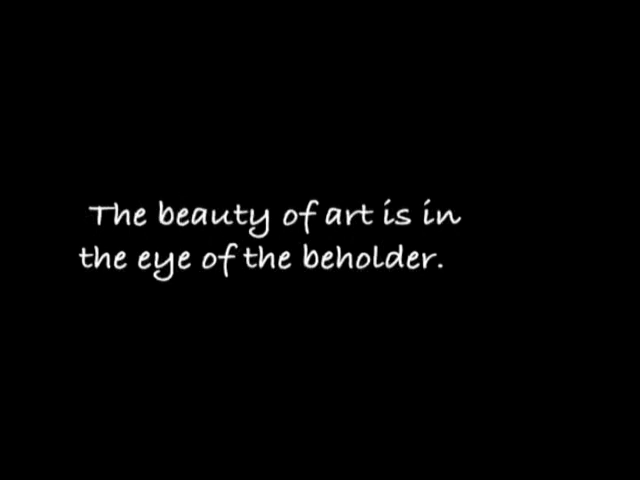 The beauty of art is in
the eye of the beholder.